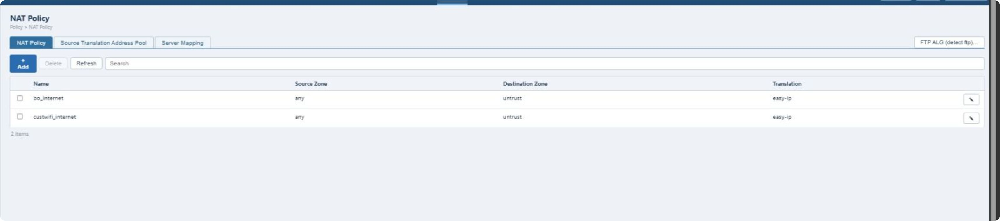 NAT Policy
Policy > NAT Policy
NAT Policy Source Translation Address Pool Server Mapping FTP ALG (detect ftp)...
+
Add Delete Refresh Search
Name Source Zone Destination Zone Translation
bo_internet any untrust easy-ip
custwifi_internet any untrust easy-ip
2 items